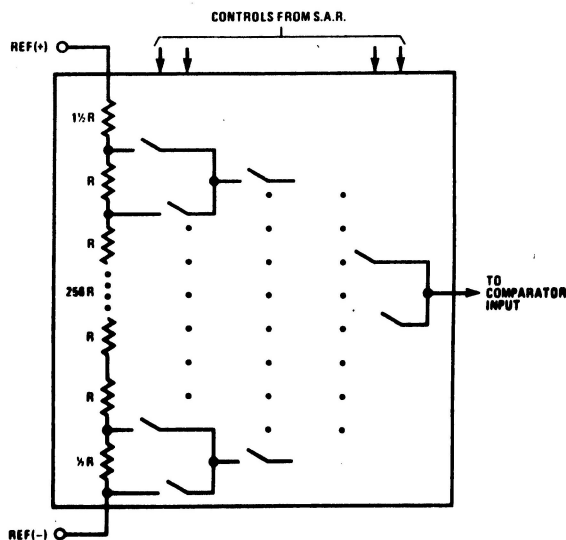 CONTROLS FROM S.A.R.
REF(+)
1½R
R
R
256R
R
R
½R
TO
COMPARATOR
INPUT
REF(−)